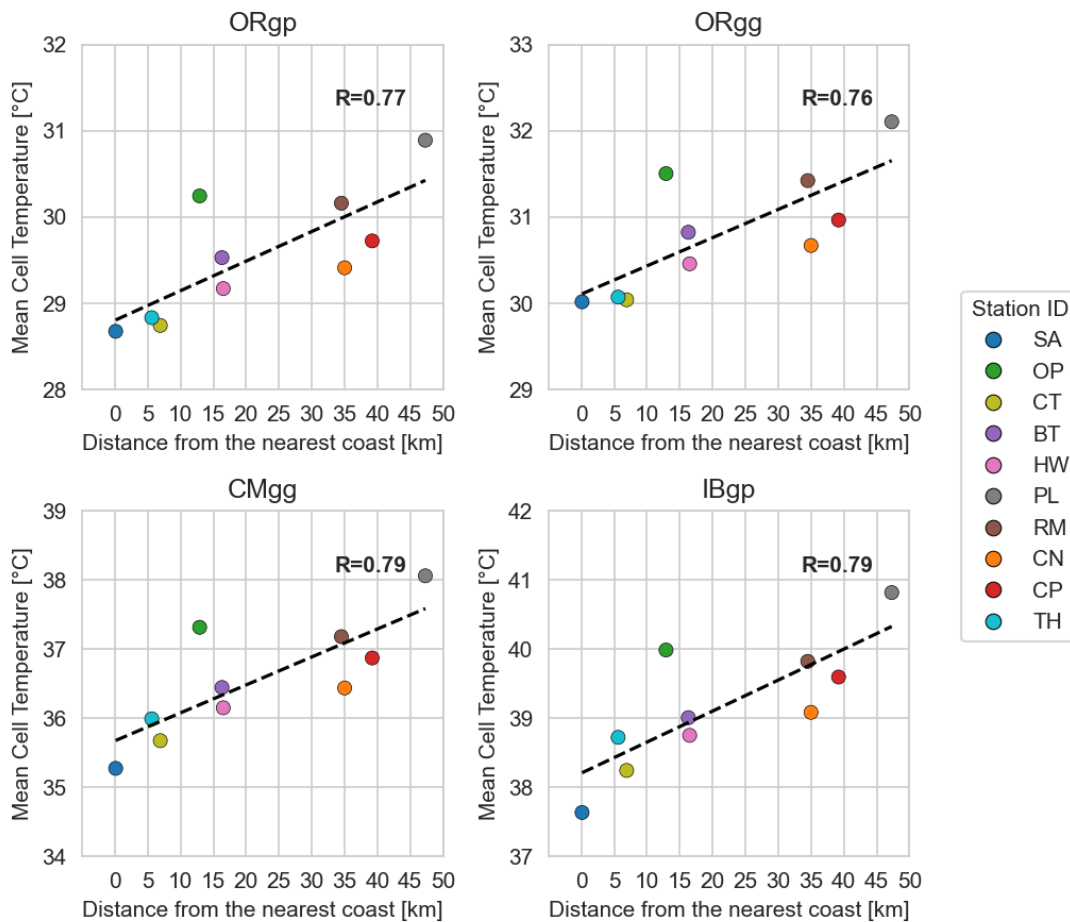 ORgp
32
31
30
29
28
Mean Cell Temperature [°C]
R=0.77
0 5 10 15 20 25 30 35 40 45 50
Distance from the nearest coast [km]
ORgg
33
32
31
30
29
Mean Cell Temperature [°C]
R=0.76
0 5 10 15 20 25 30 35 40 45 50
Distance from the nearest coast [km]
CMgg
39
38
37
36
35
34
Mean Cell Temperature [°C]
R=0.79
0 5 10 15 20 25 30 35 40 45 50
Distance from the nearest coast [km]
IBgp
42
41
40
39
38
37
Mean Cell Temperature [°C]
R=0.79
0 5 10 15 20 25 30 35 40 45 50
Distance from the nearest coast [km]
Station ID
SA
OP
CT
BT
HW
PL
RM
CN
CP
TH